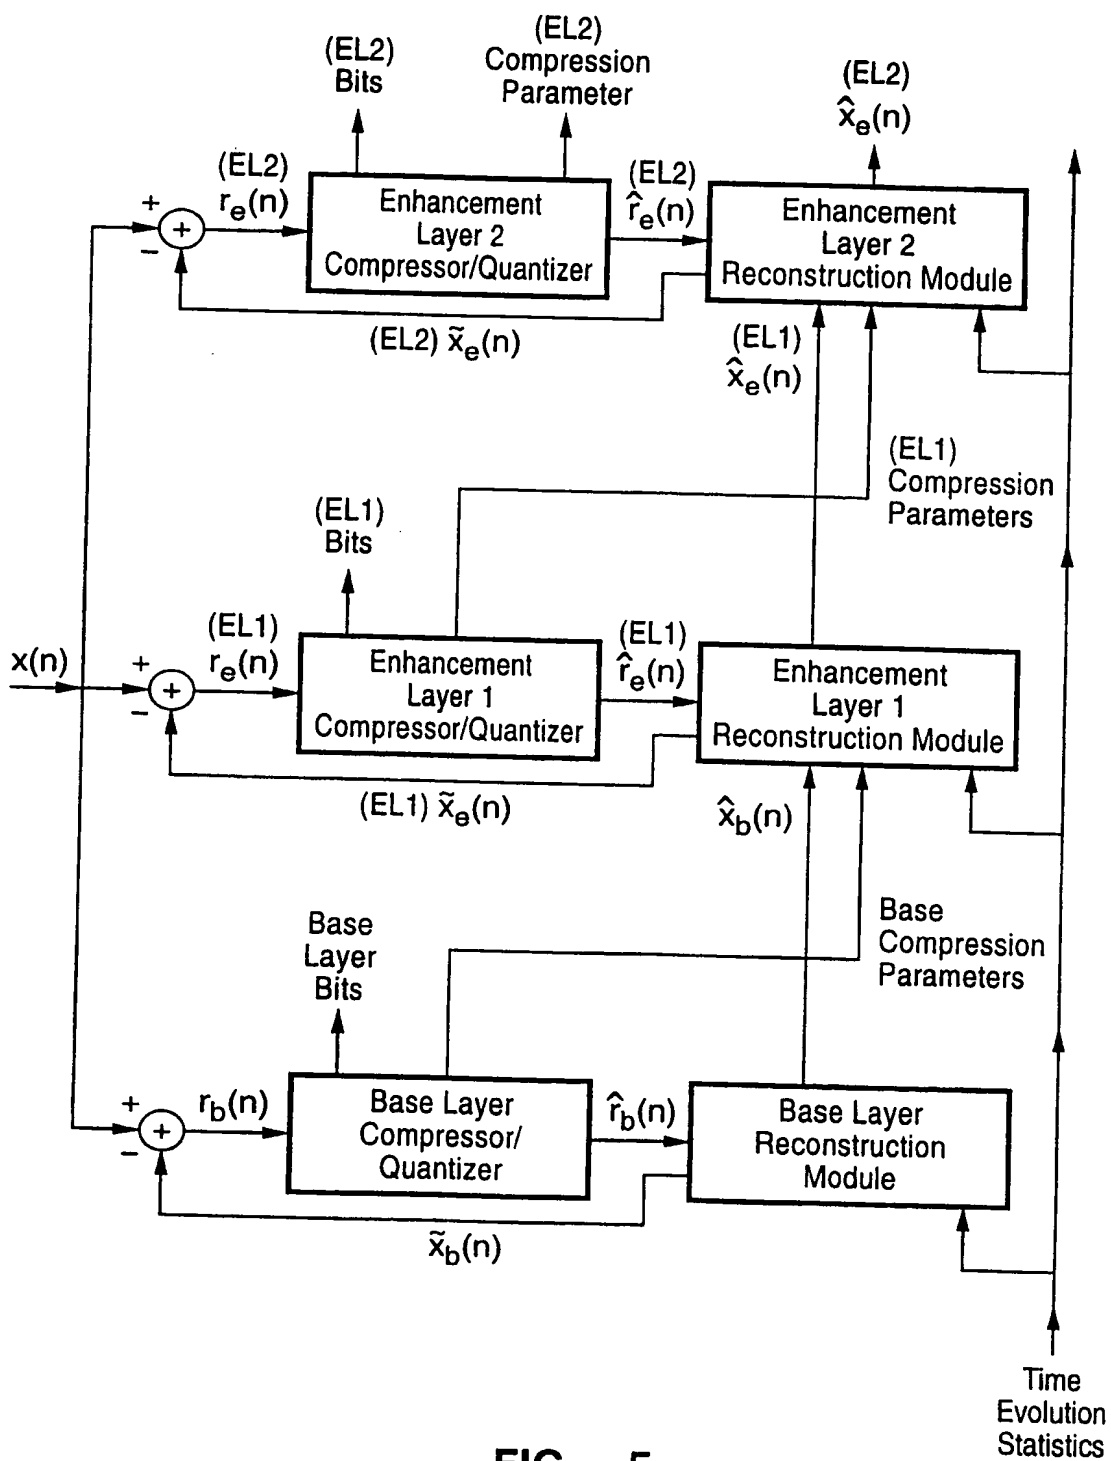 (EL2)
Bits
(EL2)
Compression
Parameter
(EL2)
x̂e(n)
(EL2)
re(n)
+
+
−
Enhancement
Layer 2
Compressor/Quantizer
(EL2)
r̂e(n)
Enhancement
Layer 2
Reconstruction Module
(EL2) x̃e(n)
(EL1)
x̂e(n)
(EL1)
Compression
Parameters
(EL1)
Bits
x(n)
(EL1)
re(n)
+
+
−
Enhancement
Layer 1
Compressor/Quantizer
(EL1)
r̂e(n)
Enhancement
Layer 1
Reconstruction Module
(EL1) x̃e(n)
x̂b(n)
Base
Compression
Parameters
Base
Layer
Bits
+
+
−
rb(n)
Base Layer
Compressor/
Quantizer
r̂b(n)
Base Layer
Reconstruction
Module
x̃b(n)
Time
Evolution
Statistics
FIG. 5